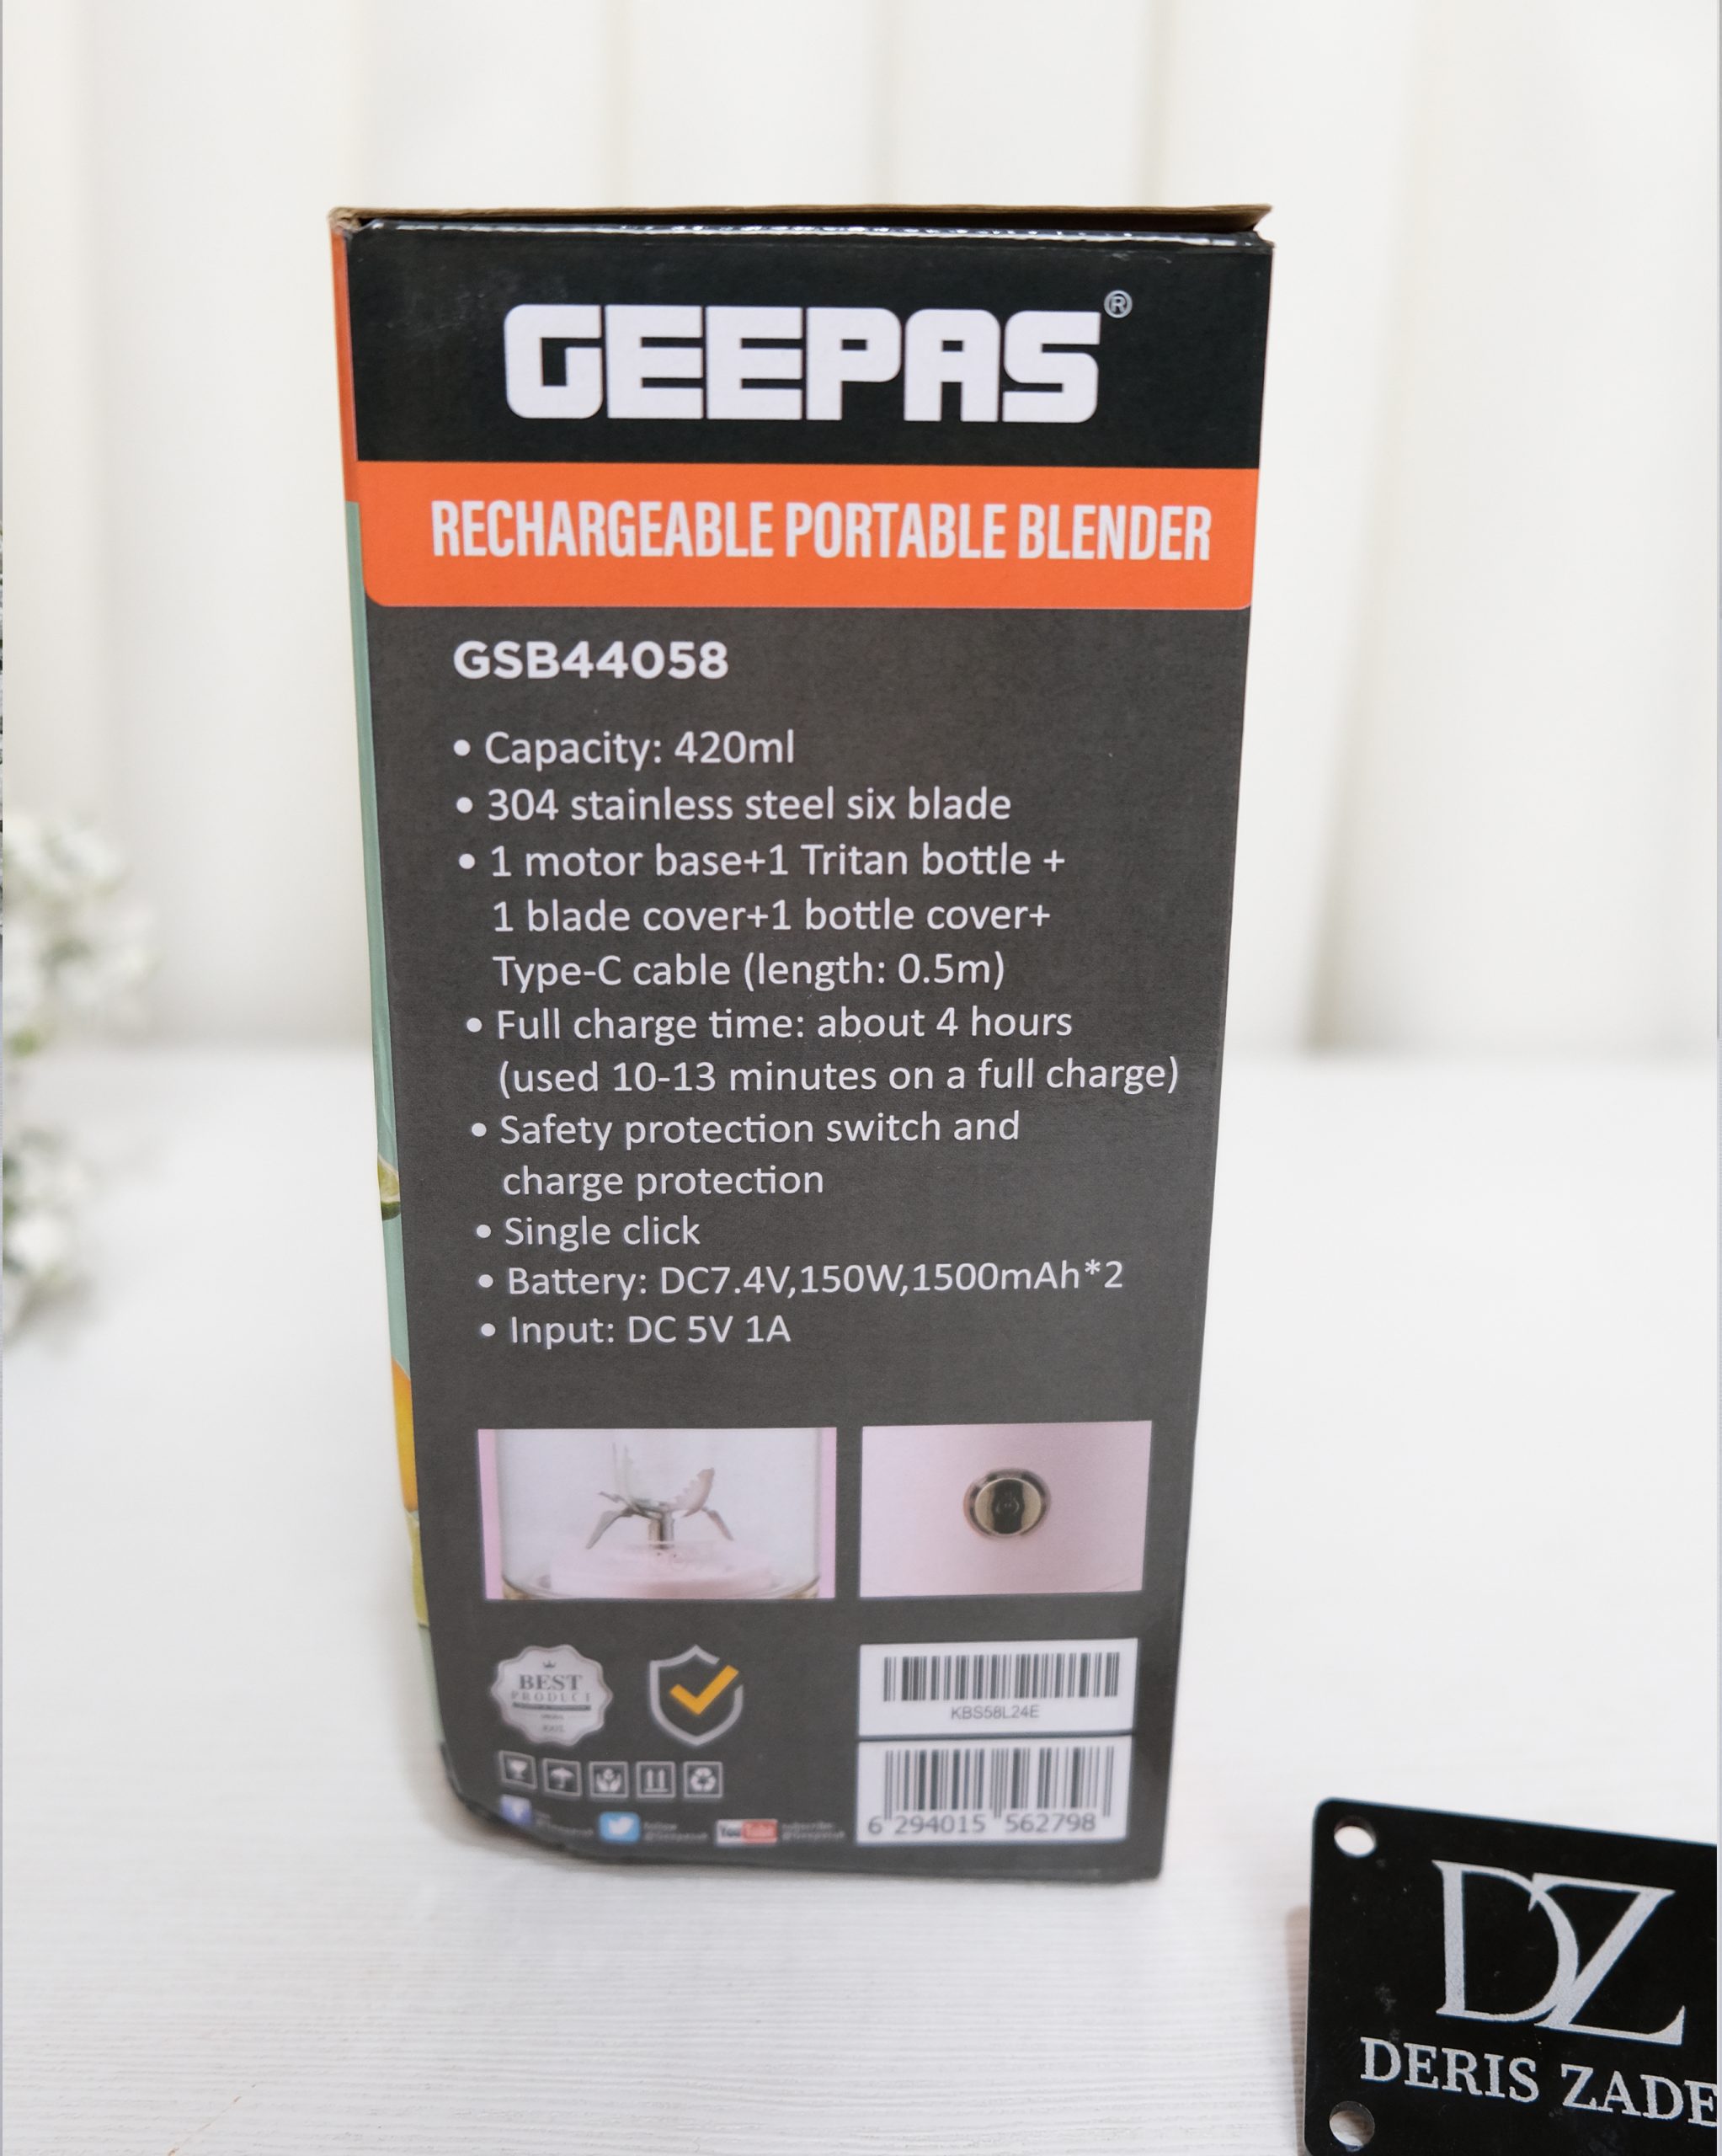 GEEPAS®
RECHARGEABLE PORTABLE BLENDER
GSB44058
• Capacity: 420ml
• 304 stainless steel six blade
• 1 motor base+1 Tritan bottle +
1 blade cover+1 bottle cover+
Type-C cable (length: 0.5m)
• Full charge time: about 4 hours
(used 10-13 minutes on a full charge)
• Safety protection switch and
charge protection
• Single click
• Battery: DC7.4V,150W,1500mAh*2
• Input: DC 5V 1A
BEST
PRODUCT
KBS58L24E
6 294015 562798
You Tube
DZ
DERIS ZADE